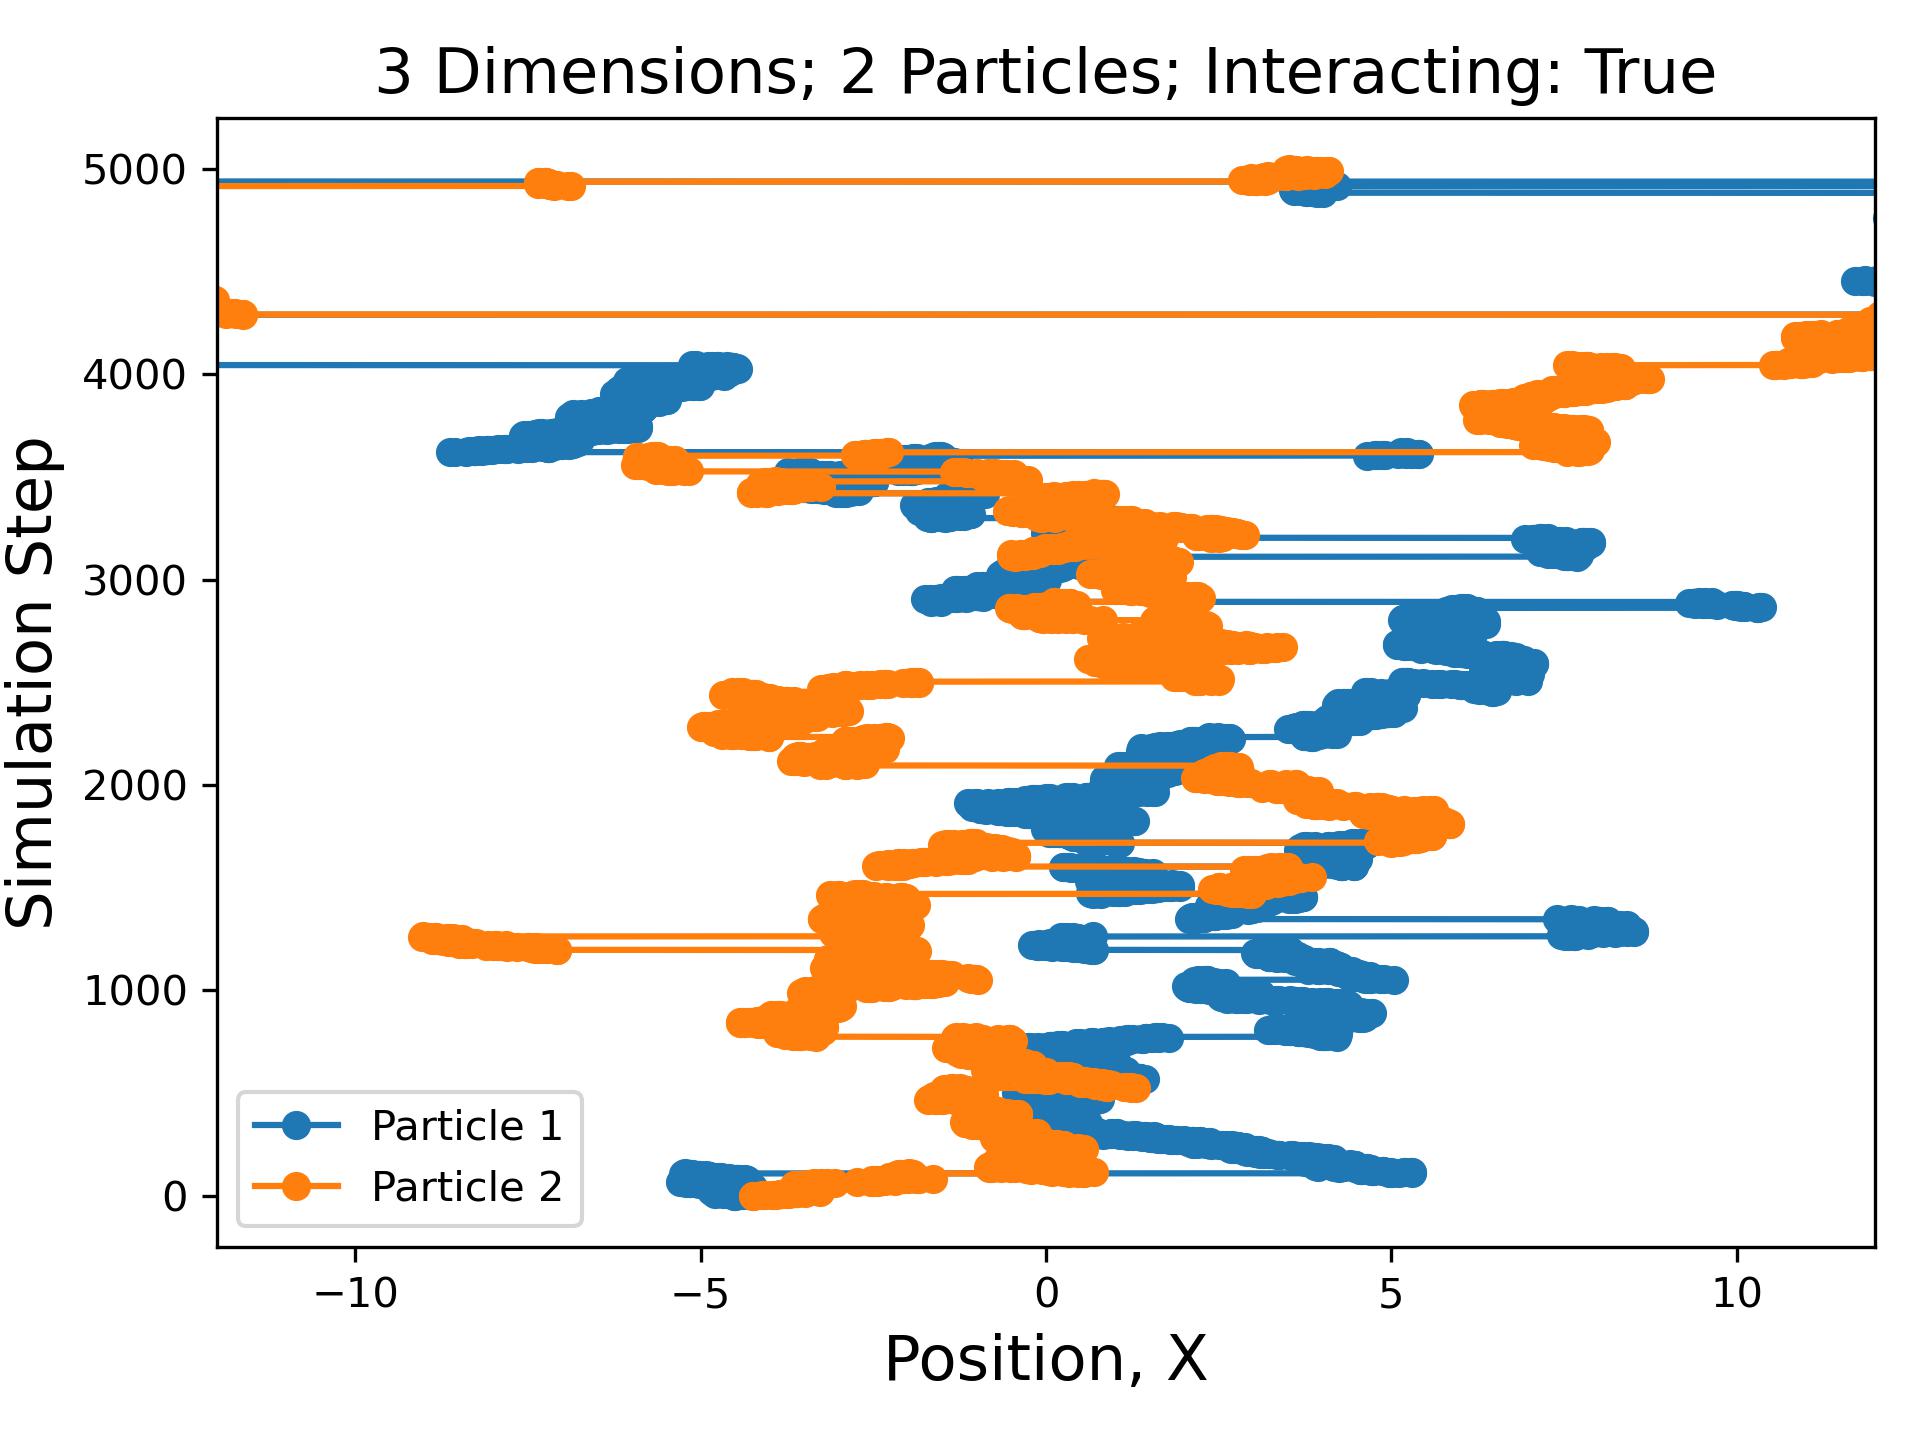 3 Dimensions; 2 Particles; Interacting: True
Simulation Step
5000
4000
3000
2000
1000
0
Particle 1
Particle 2
−10
−5
0
5
10
Position, X